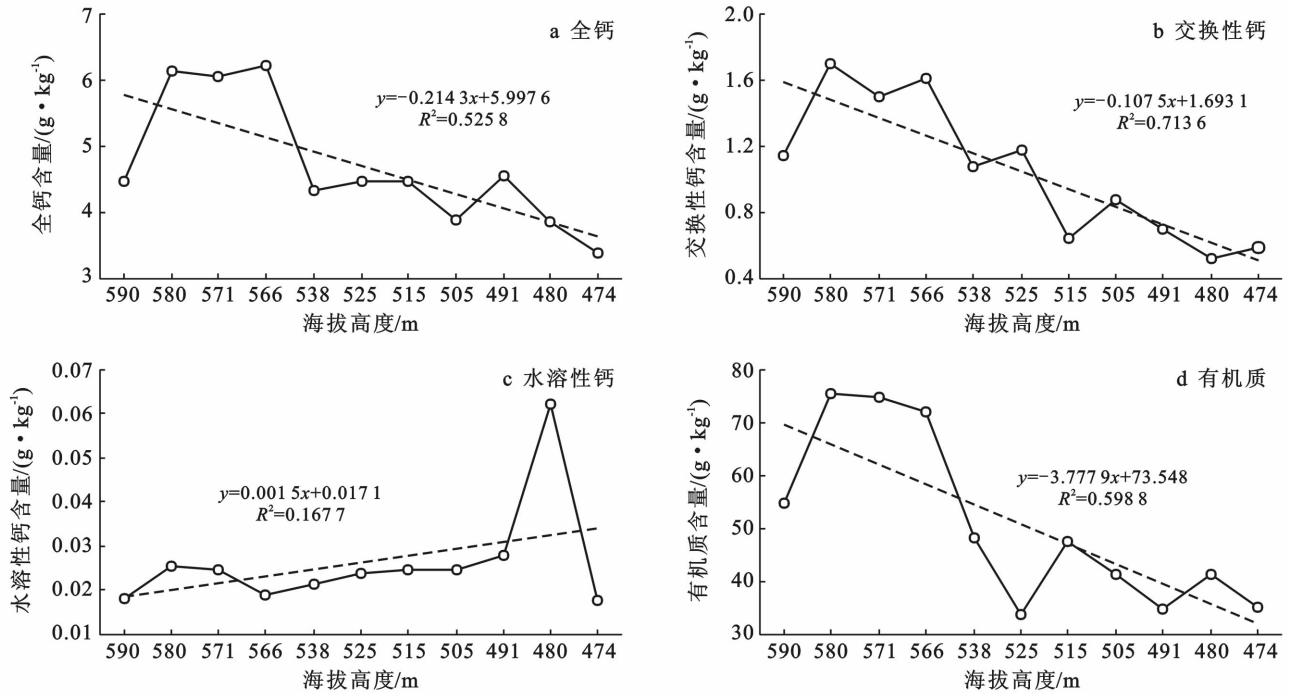 a 全钙
全钙含量/(g·kg⁻¹)
7
6
5
4
3
y=−0.214 3x+5.997 6
R²=0.525 8
590 580 571 566 538 525 515 505 491 480 474
海拔高度/m
b 交换性钙
交换性钙含量/(g·kg⁻¹)
2.0
1.6
1.2
0.8
0.4
y=−0.107 5x+1.693 1
R²=0.713 6
590 580 571 566 538 525 515 505 491 480 474
海拔高度/m
c 水溶性钙
水溶性钙含量/(g·kg⁻¹)
0.07
0.06
0.05
0.04
0.03
0.02
0.01
y=0.001 5x+0.017 1
R²=0.167 7
590 580 571 566 538 525 515 505 491 480 474
海拔高度/m
d 有机质
有机质含量/(g·kg⁻¹)
80
70
60
50
40
30
y=−3.777 9x+73.548
R²=0.598 8
590 580 571 566 538 525 515 505 491 480 474
海拔高度/m